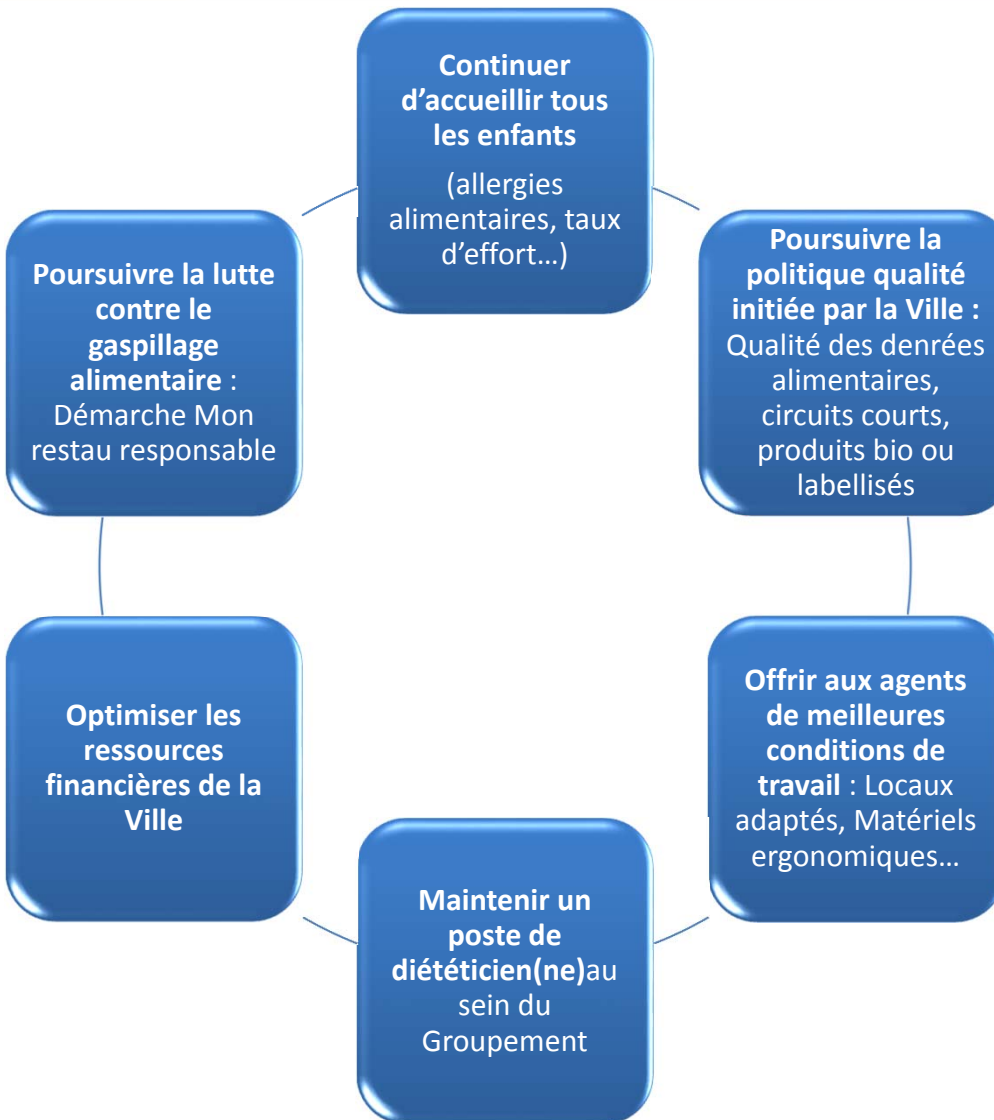 Continuer
d’accueillir tous
les enfants
(allergies
alimentaires, taux
d’effort…)
Poursuivre la
politique qualité
initiée par la Ville :
Qualité des denrées
alimentaires,
circuits courts,
produits bio ou
labellisés
Offrir aux agents
de meilleures
conditions de
travail : Locaux
adaptés, Matériels
ergonomiques…
Maintenir un
poste de
diététicien(ne)au
sein du
Groupement
Optimiser les
ressources
financières de la
Ville
Poursuivre la lutte
contre le
gaspillage
alimentaire :
Démarche Mon
restau responsable